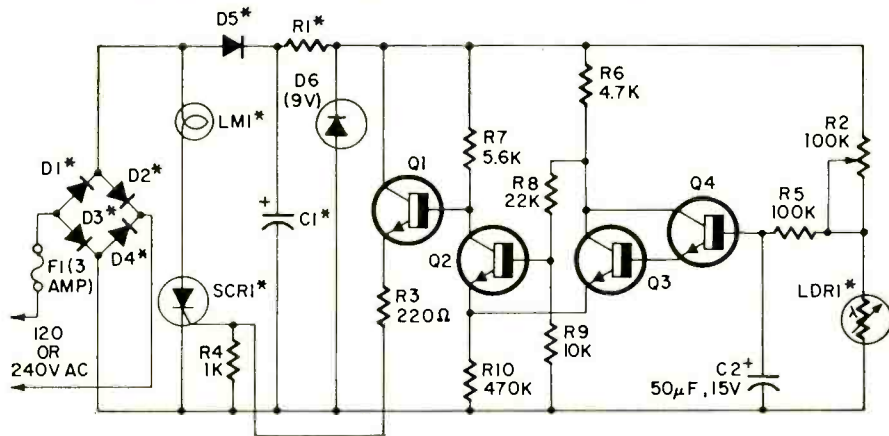 D5*
R1*
D6
(9V)
R6
4.7K
LM1*
R7
5.6K
R2
100K
Q1
Q4
D1*
D2*
R8
22K
R5
100K
D3*
D4*
C1*
Q2
Q3
F1(3
AMP)
SCR1*
R3
220Ω
LDR1*
λ
120
OR
240V AC
R4
1K
R9
10K
R10
470K
C2
50μF, 15V
+
+